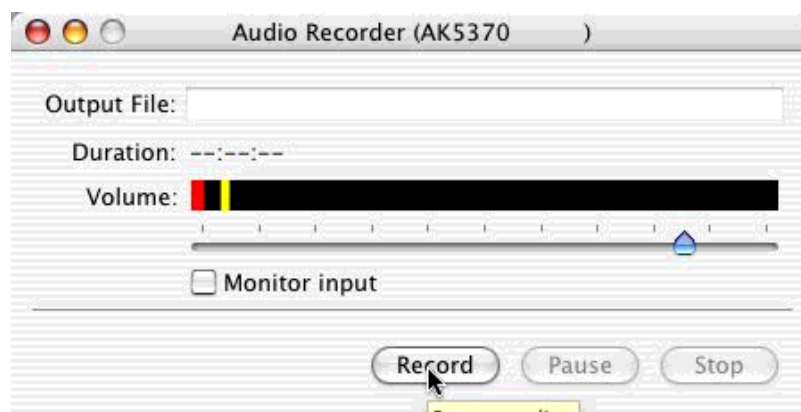 Audio Recorder (AK5370 )
Output File:
Duration: --:--:--
Volume:
Monitor input
Record Pause Stop